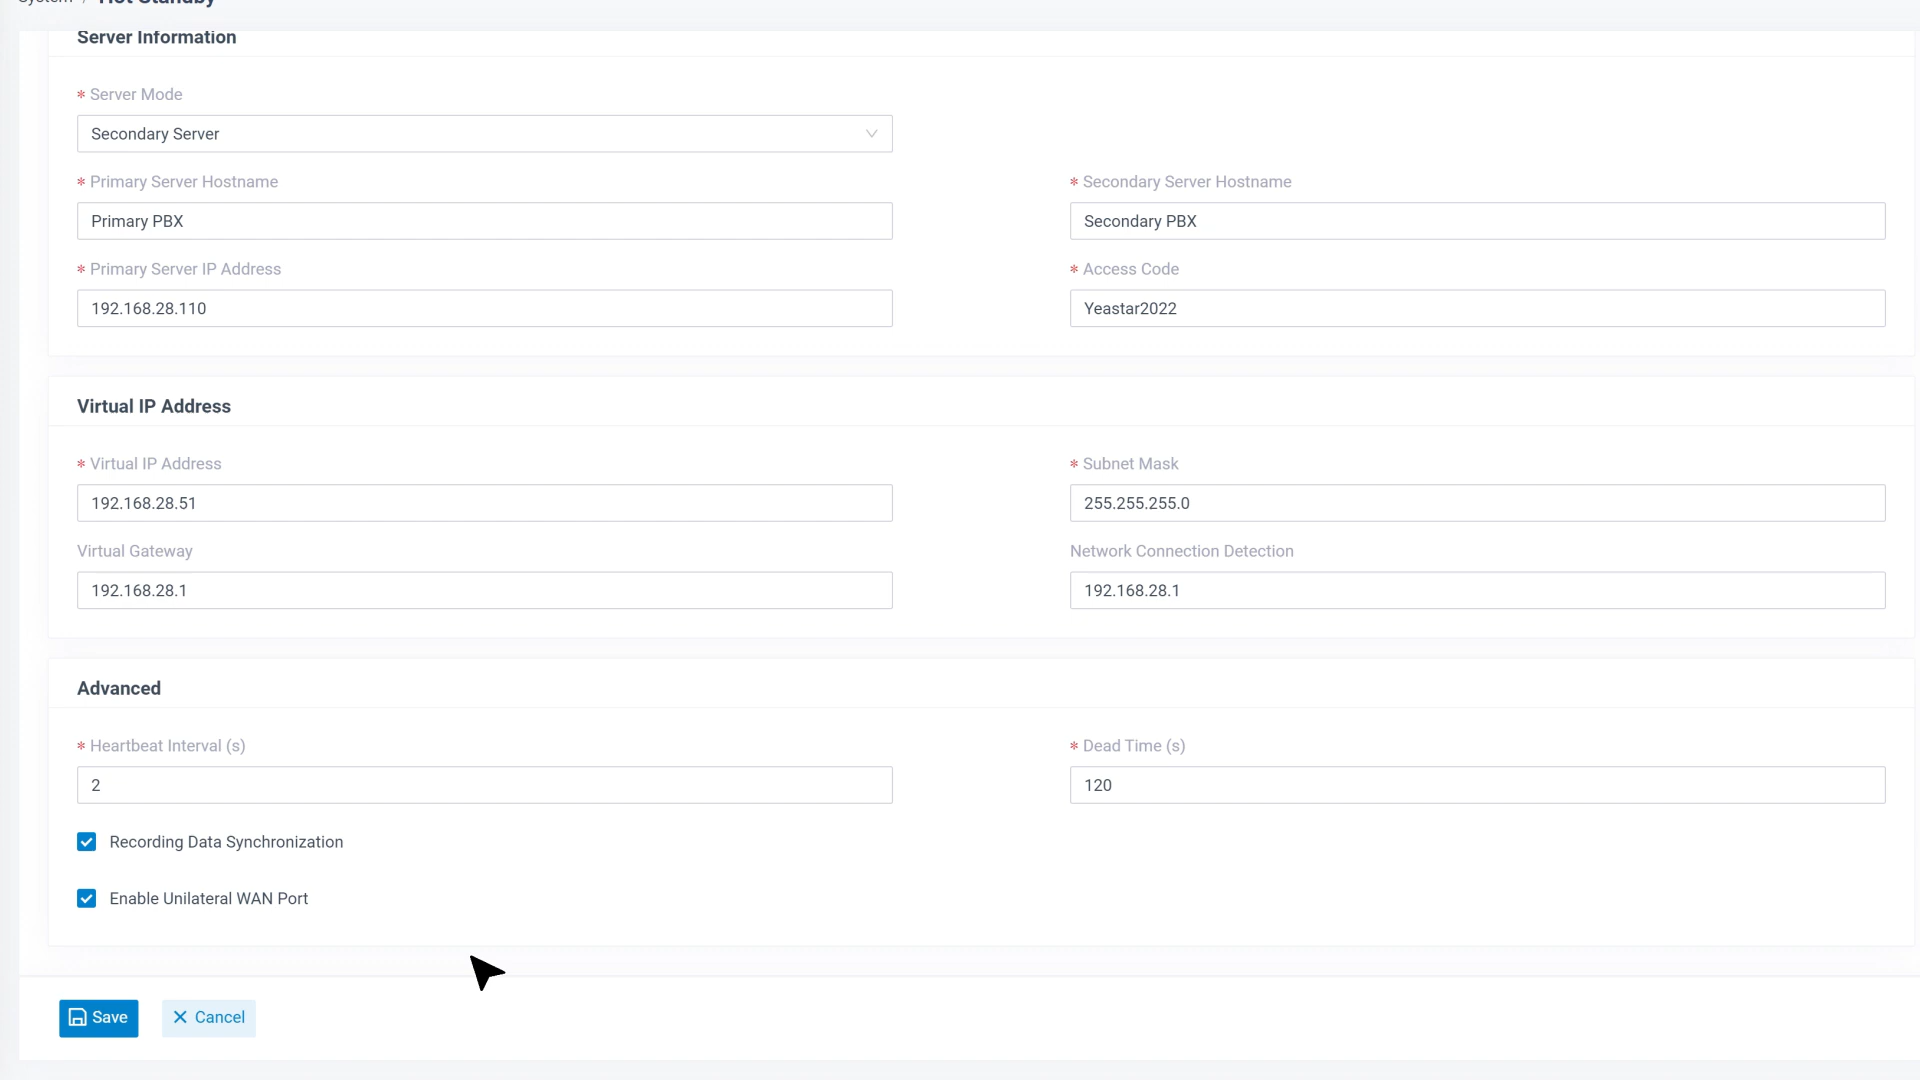 System / Hot Standby
Server Information
* Server Mode
Secondary Server
* Primary Server Hostname
* Secondary Server Hostname
Primary PBX
Secondary PBX
* Primary Server IP Address
* Access Code
192.168.28.110
Yeastar2022
Virtual IP Address
* Virtual IP Address
* Subnet Mask
192.168.28.51
255.255.255.0
Virtual Gateway
Network Connection Detection
192.168.28.1
192.168.28.1
Advanced
* Heartbeat Interval (s)
* Dead Time (s)
2
120
Recording Data Synchronization
Enable Unilateral WAN Port
Save
Cancel